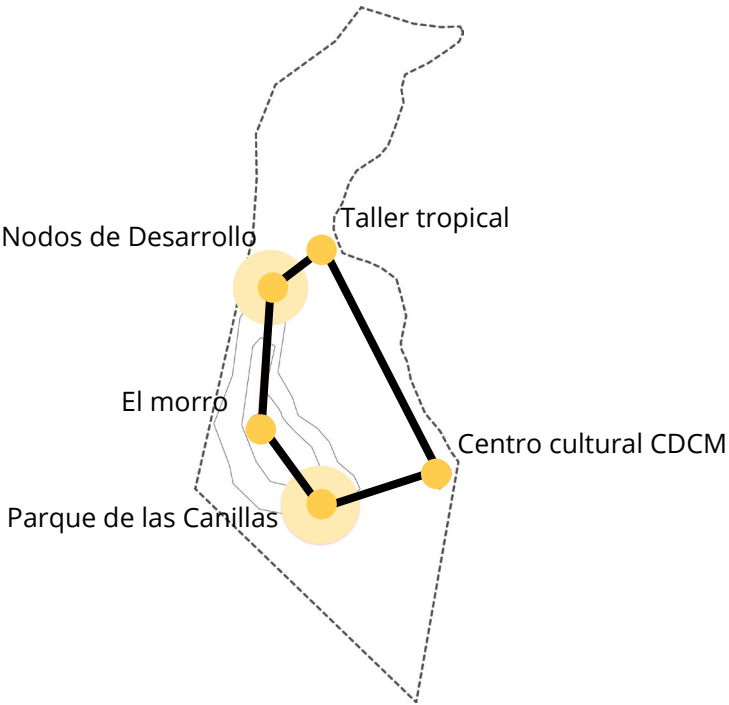 Taller tropical
Nodos de Desarrollo
El morro
Centro cultural CDCM
Parque de las Canillas